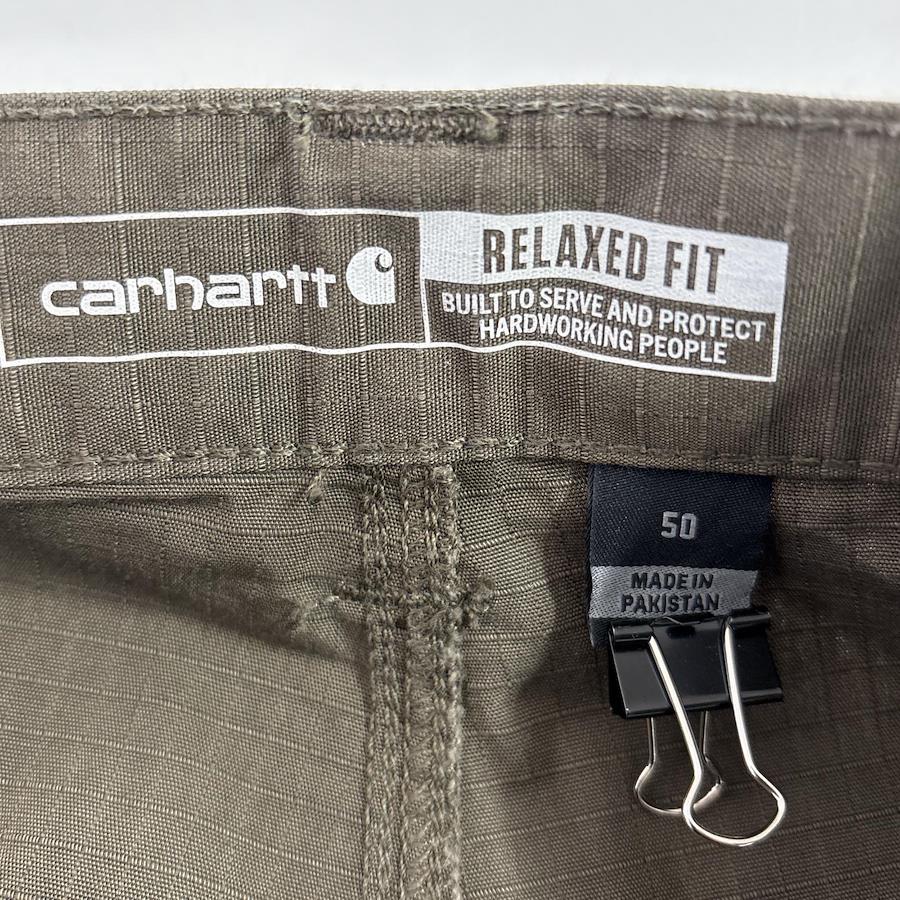 carhartt
RELAXED FIT
BUILT TO SERVE AND PROTECT
HARDWORKING PEOPLE
50
MADE IN
PAKISTAN